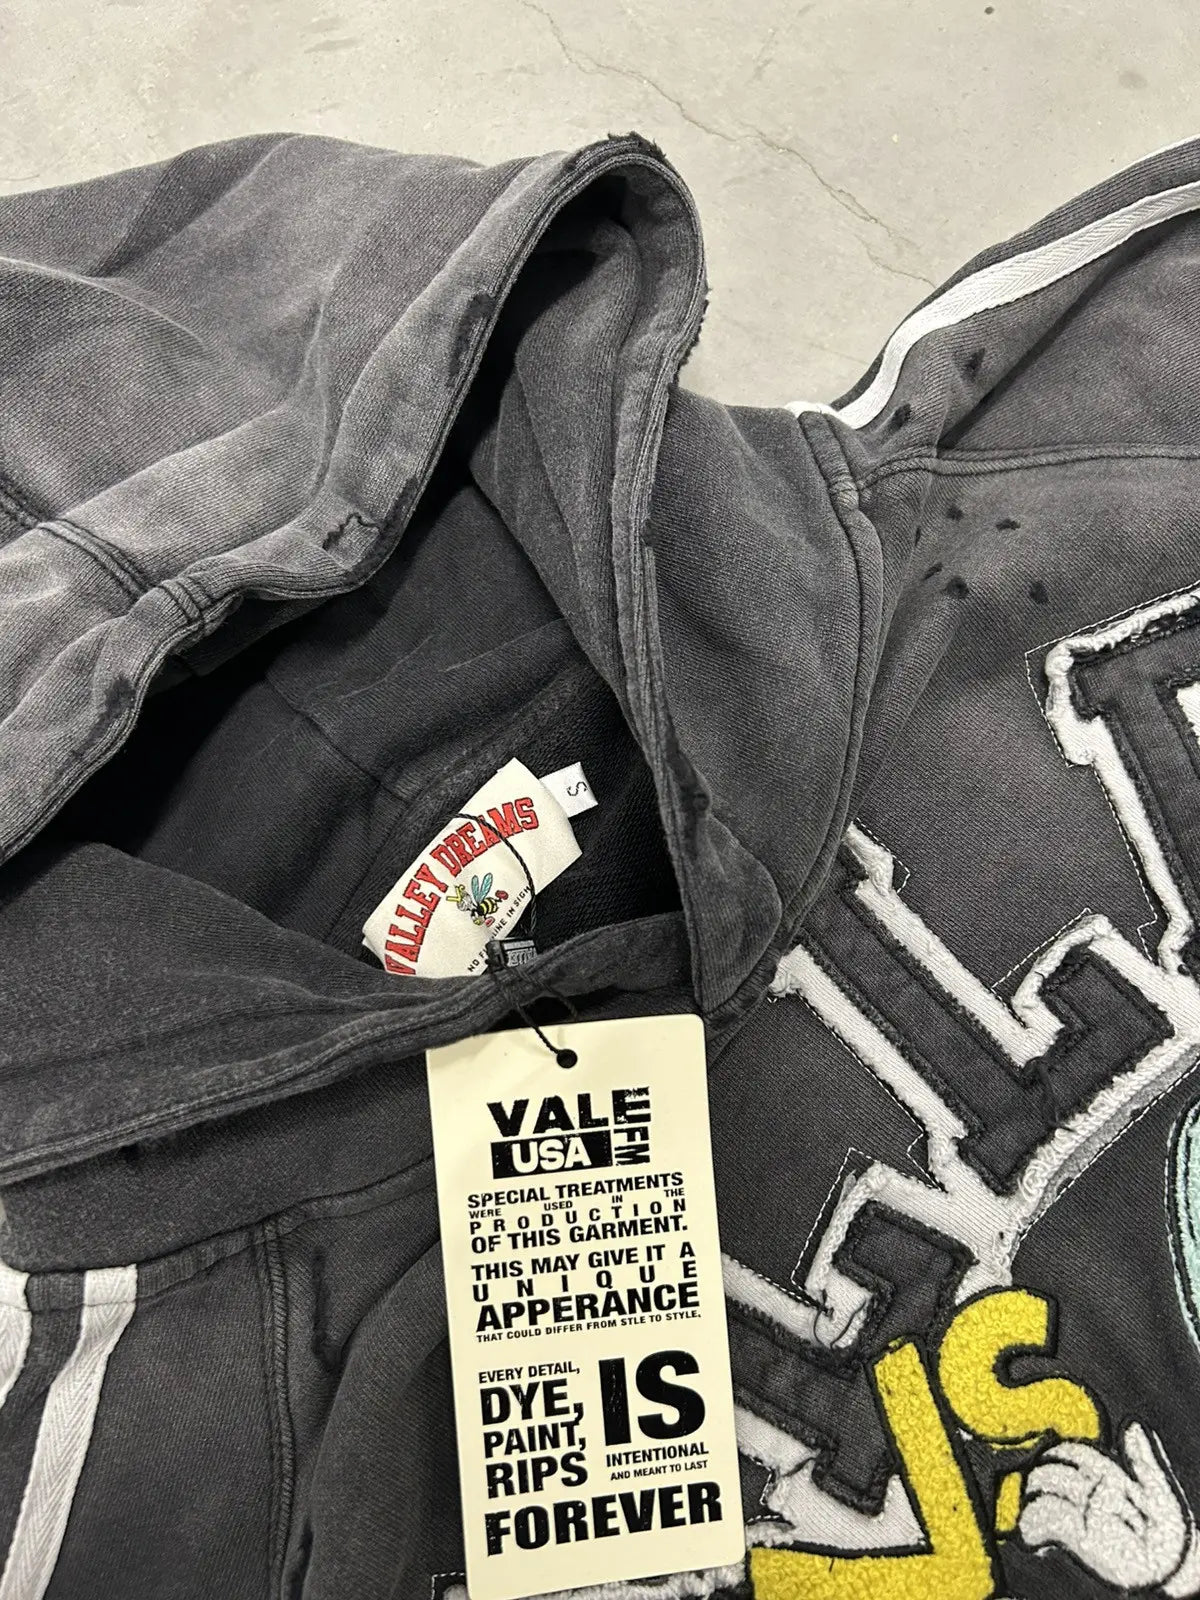 S
VALLEY DREAMS
VS
VALE
USA
FM
SPECIAL TREATMENTS
WERE USED IN THE
PRODUCTION
OF THIS GARMENT.
THIS MAY GIVE IT A
UNIQUE
APPERANCE
THAT COULD DIFFER FROM STLE TO STYLE.
EVERY DETAIL,
DYE,
PAINT,
RIPS
IS
INTENTIONAL
AND MEANT TO LAST
FOREVER
VS